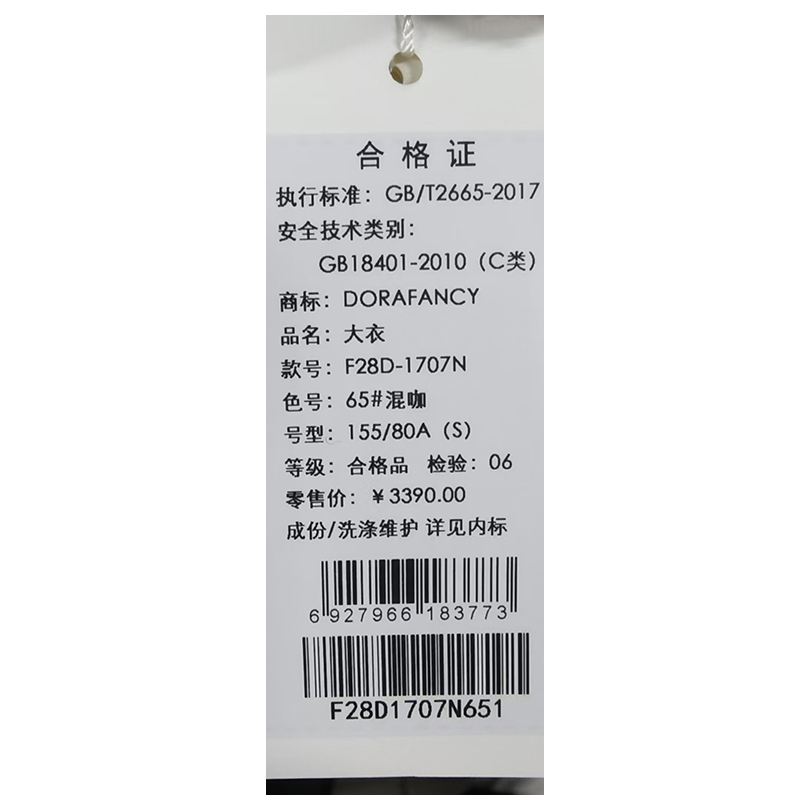 合格证
执行标准：GB/T2665-2017
安全技术类别：
GB18401-2010（C类）
商标：DORAFANCY
品名：大衣
款号：F28D-1707N
色号：65#混咖
号型：155/80A（S）
等级：合格品 检验：06
零售价：￥3390.00
成份/洗涤维护 详见内标
6 927966 183773
F28D1707N651